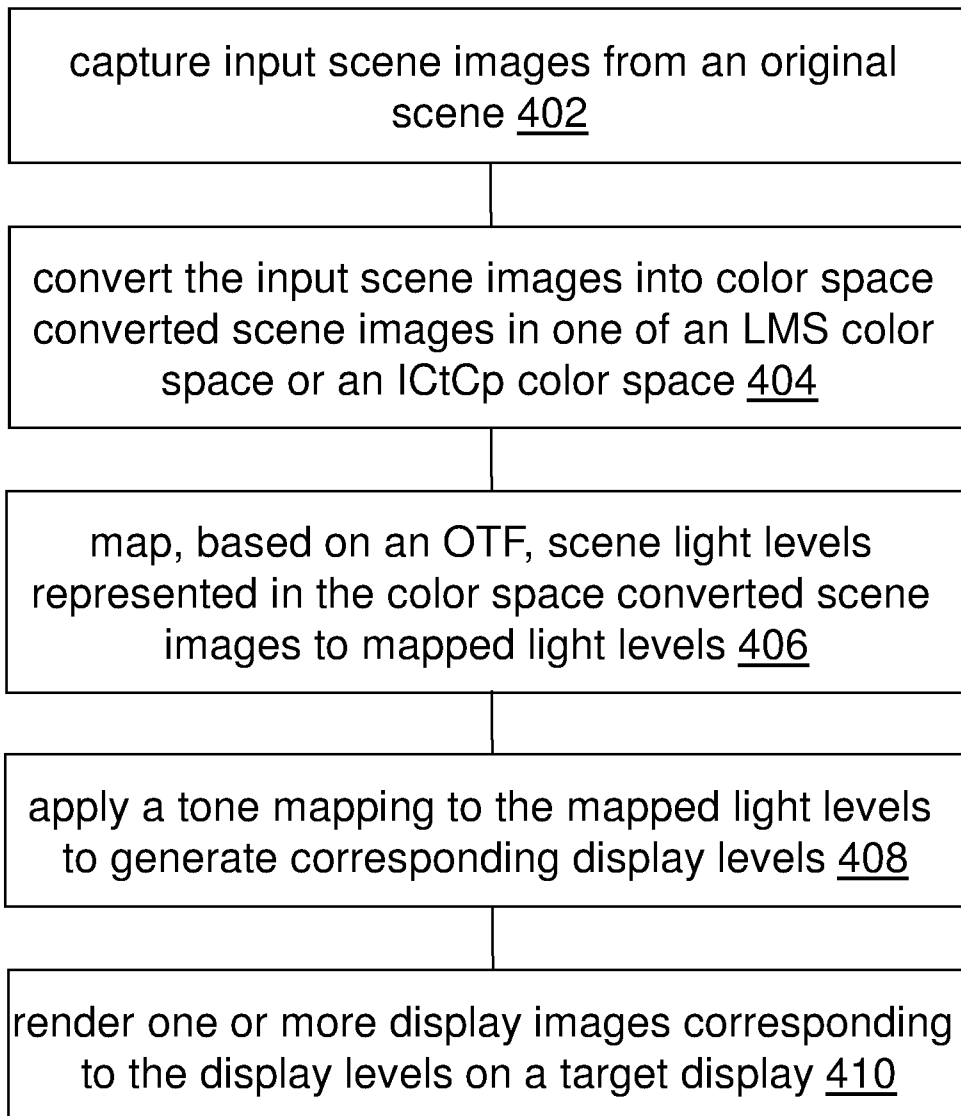 capture input scene images from an original
scene 402
convert the input scene images into color space
converted scene images in one of an LMS color
space or an ICtCp color space 404
map, based on an OTF, scene light levels
represented in the color space converted scene
images to mapped light levels 406
apply a tone mapping to the mapped light levels
to generate corresponding display levels 408
render one or more display images corresponding
to the display levels on a target display 410